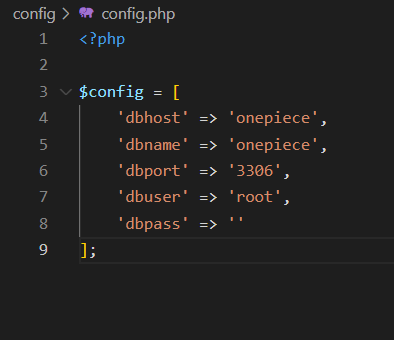 config > config.php
1 <?php
2
3 $config = [
4 'dbhost' => 'onepiece',
5 'dbname' => 'onepiece',
6 'dbport' => '3306',
7 'dbuser' => 'root',
8 'dbpass' => ''
9 ];